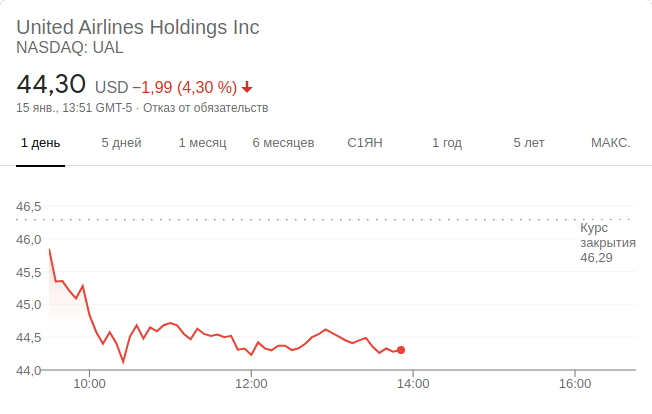 United Airlines Holdings Inc
NASDAQ: UAL
44,30 USD −1,99 (4,30 %)
15 янв., 13:51 GMT-5 · Отказ от обязательств
1 день 5 дней 1 месяц 6 месяцев С1ЯН 1 год 5 лет МАКС.
46,5
Курс
закрытия
46,29
46,0
45,5
45,0
44,5
44,0
10:00 12:00 14:00 16:00